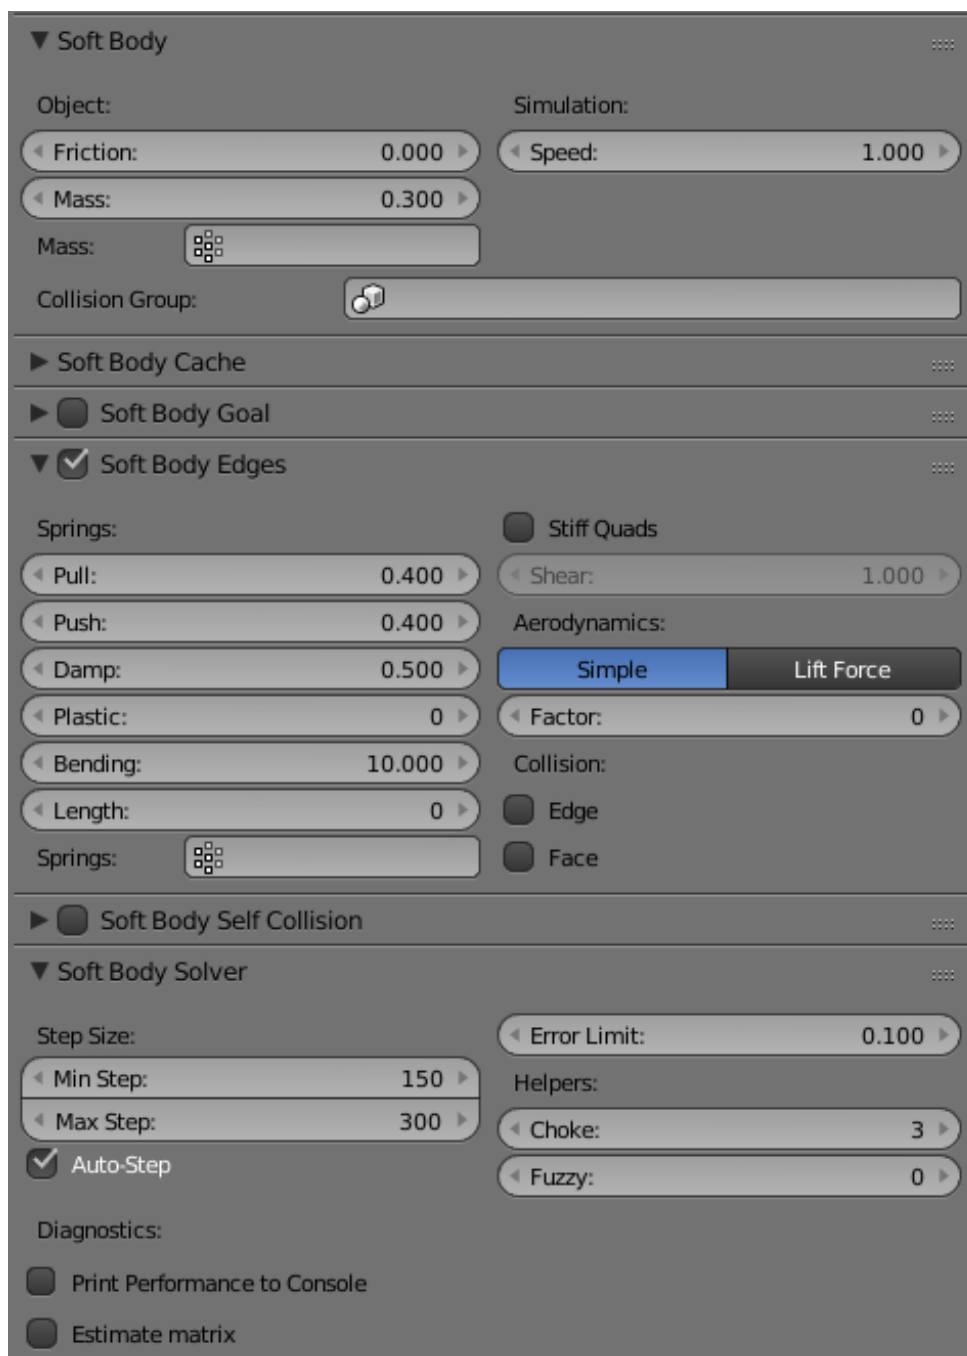 Soft Body
Object:
Simulation:
Friction: 0.000
Speed: 1.000
Mass: 0.300
Mass:
Collision Group:
Soft Body Cache
Soft Body Goal
Soft Body Edges
Springs:
Stiff Quads
Pull: 0.400
Shear: 1.000
Push: 0.400
Aerodynamics:
Damp: 0.500
Simple
Lift Force
Plastic: 0
Factor: 0
Bending: 10.000
Collision:
Length: 0
Edge
Springs:
Face
Soft Body Self Collision
Soft Body Solver
Step Size:
Error Limit: 0.100
Min Step: 150
Helpers:
Max Step: 300
Choke: 3
Auto-Step
Fuzzy: 0
Diagnostics:
Print Performance to Console
Estimate matrix